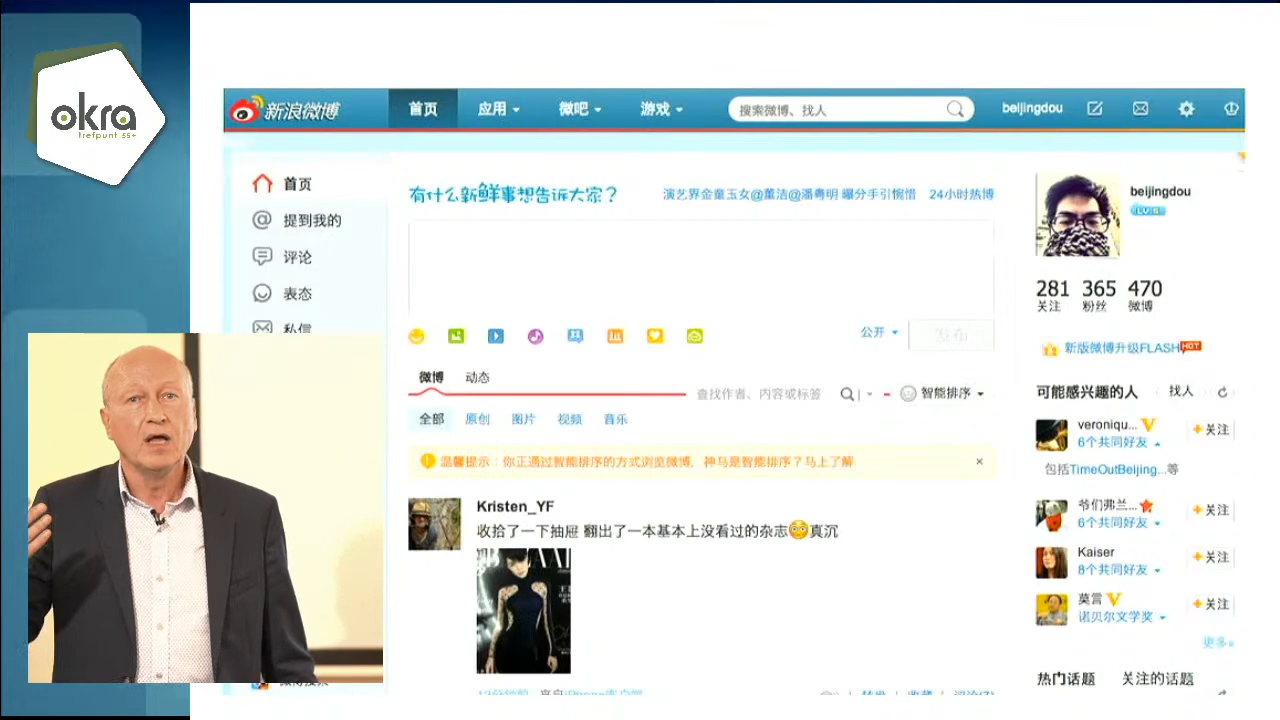 okra
trefpunt 55+
新浪微博
首页
应用
微吧
游戏
搜索微博、找人
beijingdou
首页
提到我的
评论
表态
私信
有什么新鲜事想告诉大家？
演艺界金童玉女@董洁@潘粤明 曝分手引惋惜
24小时热博
公开
发布
微博
动态
查找作者、内容或标签
智能排序
全部
原创
图片
视频
音乐
温馨提示：你正通过智能排序的方式浏览微博，神马是智能排序？马上了解
Kristen_YF
收拾了一下抽屉 翻出了一本基本上没看过的杂志 真沉
beijingdou
281 365 470
关注 粉丝 微博
新版微博升级FLASH HOT
可能感兴趣的人
找人
veroniqu...
+关注
6个共同好友
包括TimeOutBeijing...等
爷们弗兰...
+关注
6个共同好友
Kaiser
+关注
8个共同好友
莫言
+关注
诺贝尔文学奖
更多»
热门话题
关注的话题